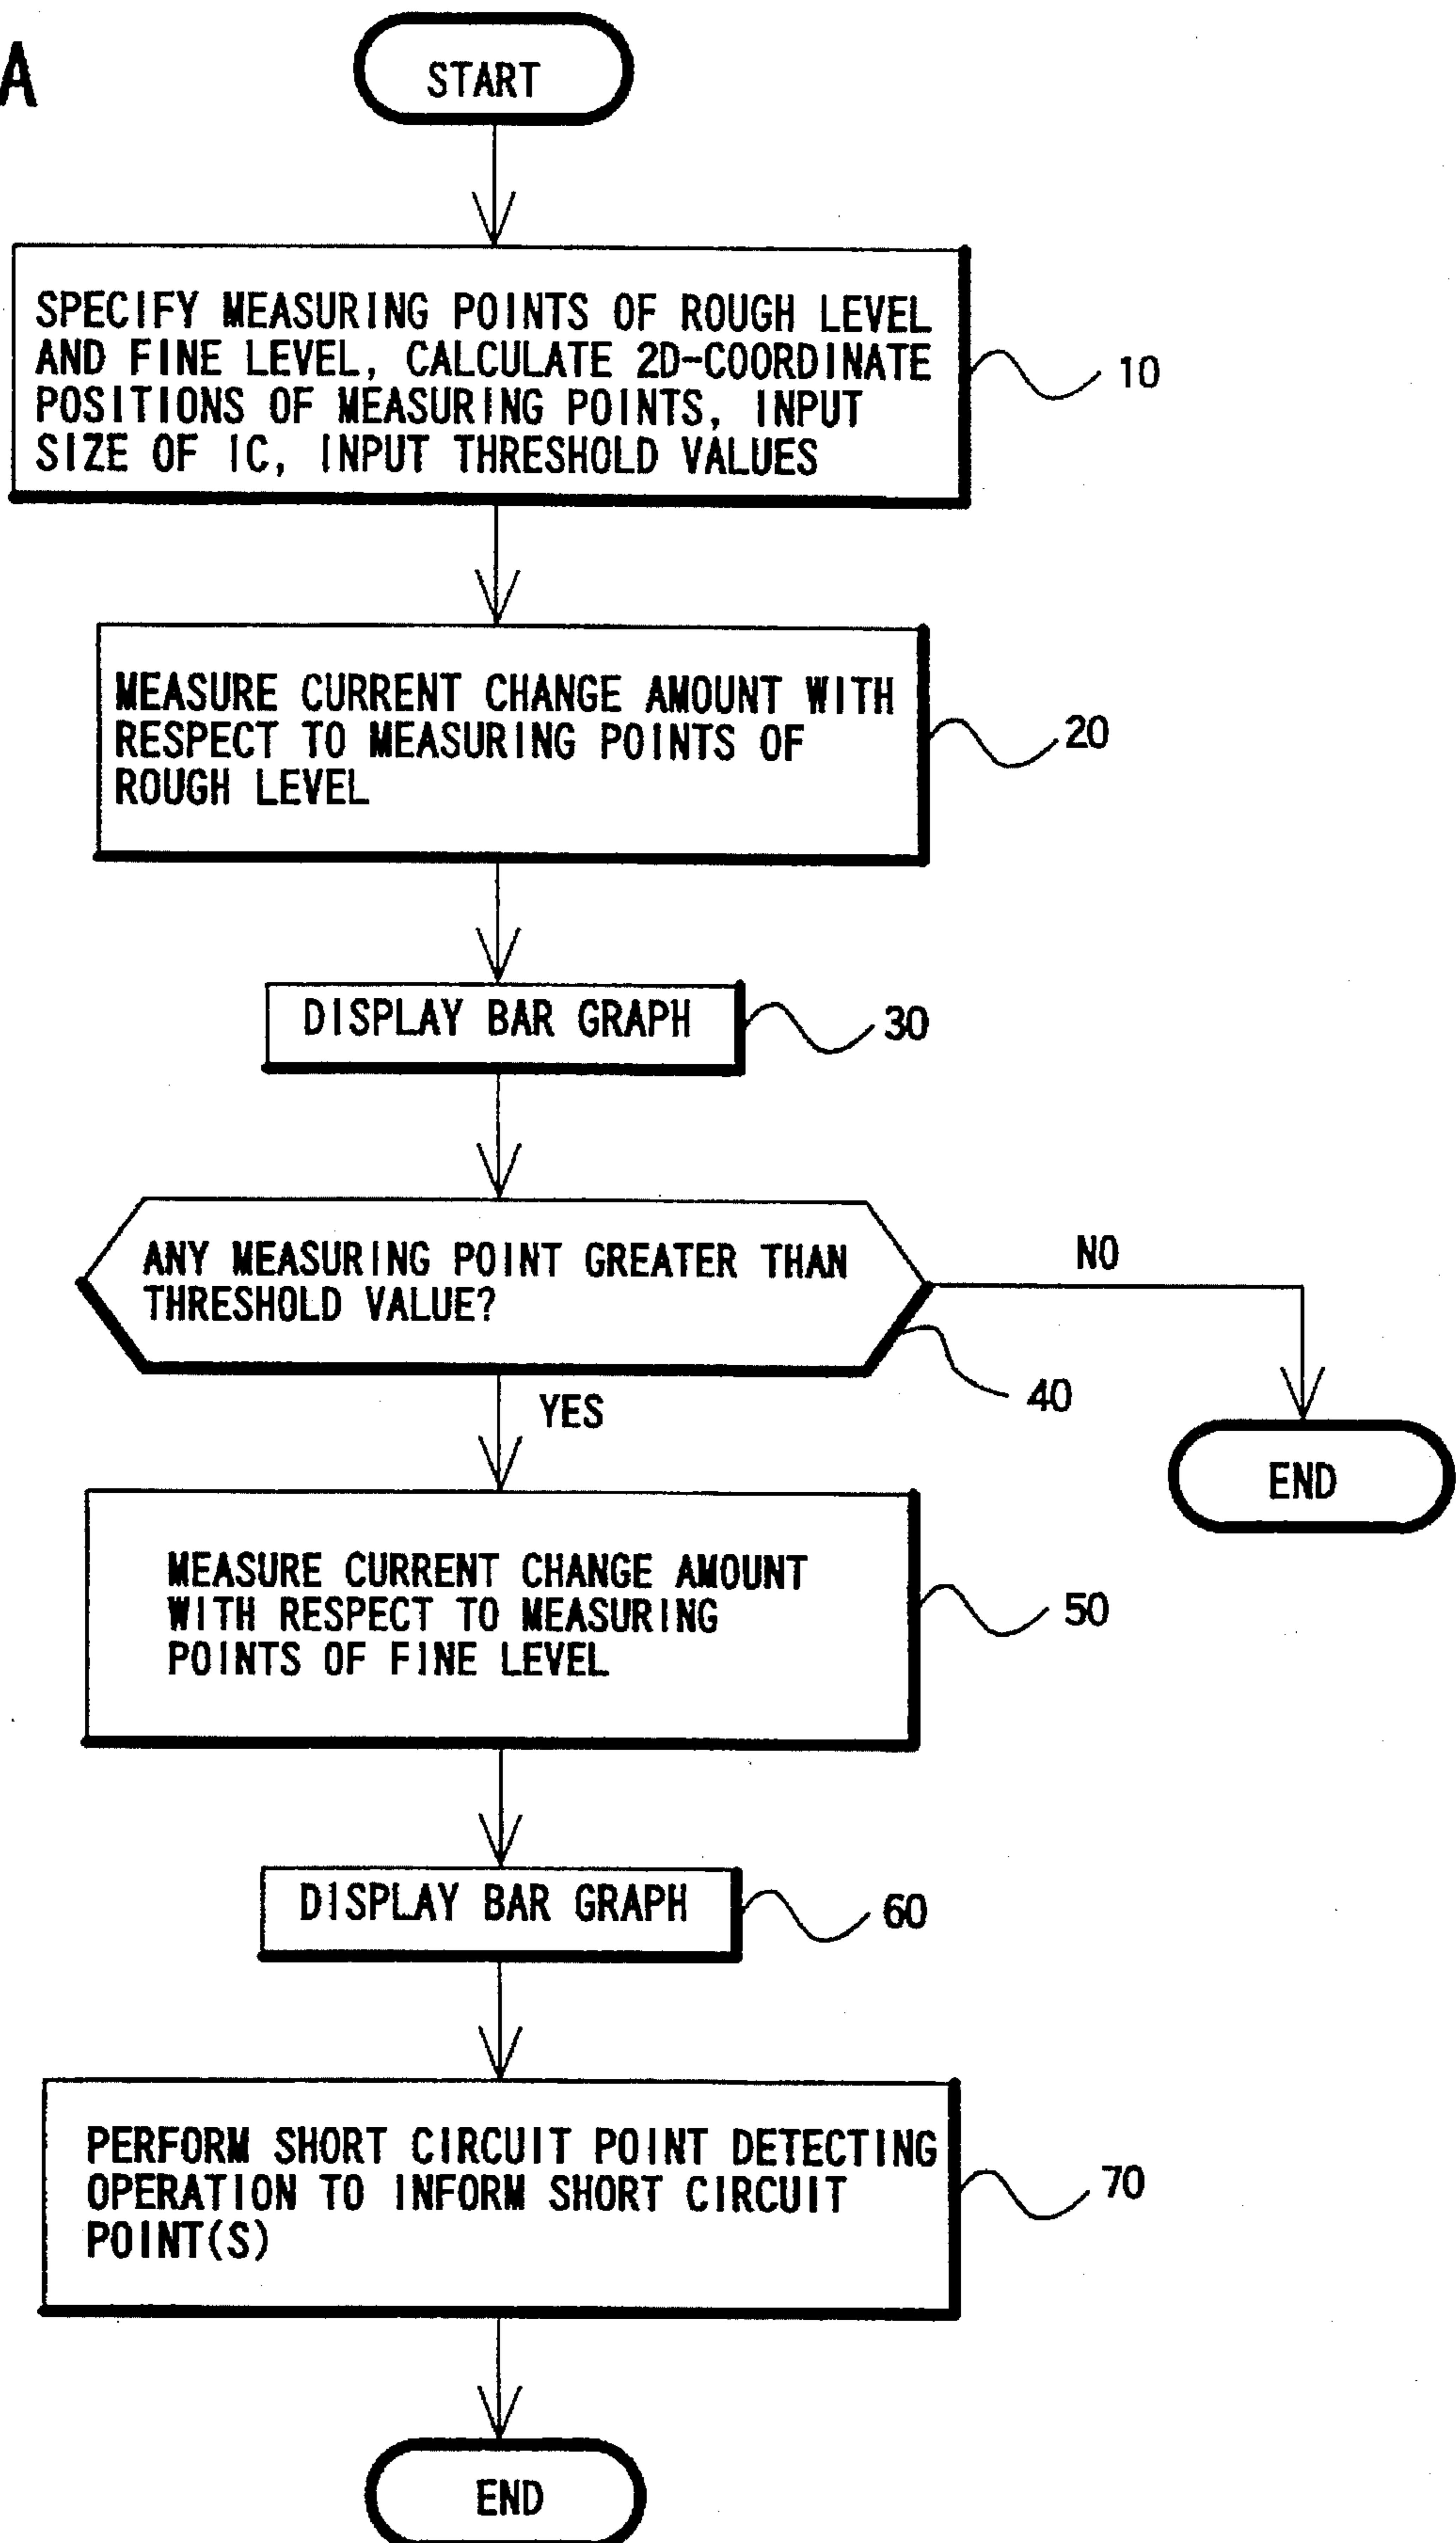 A
START
SPECIFY MEASURING POINTS OF ROUGH LEVEL
AND FINE LEVEL, CALCULATE 2D-COORDINATE
POSITIONS OF MEASURING POINTS, INPUT
SIZE OF IC, INPUT THRESHOLD VALUES
10
MEASURE CURRENT CHANGE AMOUNT WITH
RESPECT TO MEASURING POINTS OF
ROUGH LEVEL
20
DISPLAY BAR GRAPH
30
ANY MEASURING POINT GREATER THAN
THRESHOLD VALUE?
NO
40
YES
END
MEASURE CURRENT CHANGE AMOUNT
WITH RESPECT TO MEASURING
POINTS OF FINE LEVEL
50
DISPLAY BAR GRAPH
60
PERFORM SHORT CIRCUIT POINT DETECTING
OPERATION TO INFORM SHORT CIRCUIT
POINT(S)
70
END